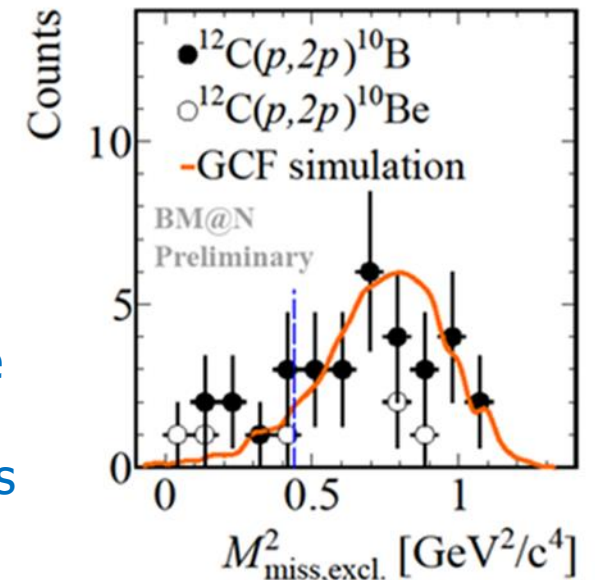 Counts
¹²C(p,2p)¹⁰B
¹²C(p,2p)¹⁰Be
GCF simulation
BM@N
Preliminary
10
5
0
0 0.5 1
M²miss,excl. [GeV²/c⁴]
e
s